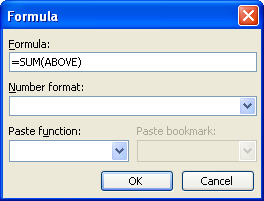 Formula
Formula:
=SUM(ABOVE)
Number format:
Paste function: Paste bookmark:
OK Cancel